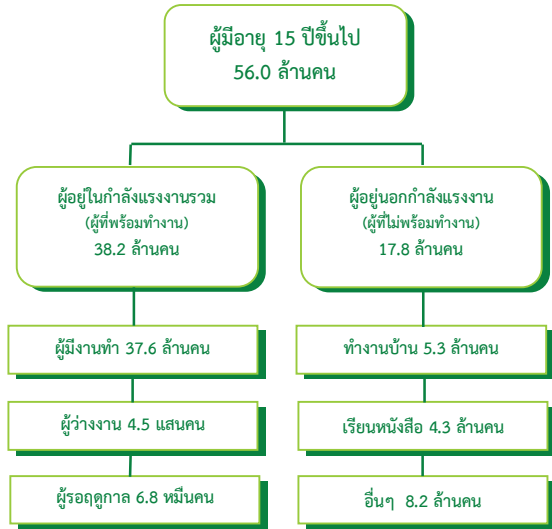 ผู้มีอายุ 15 ปีขึ้นไป
56.0 ล้านคน
ผู้อยู่ในกำลังแรงงานรวม
(ผู้ที่พร้อมทำงาน)
38.2 ล้านคน
ผู้อยู่นอกกำลังแรงงาน
(ผู้ที่ไม่พร้อมทำงาน)
17.8 ล้านคน
ผู้มีงานทำ 37.6 ล้านคน
ทำงานบ้าน 5.3 ล้านคน
ผู้ว่างงาน 4.5 แสนคน
เรียนหนังสือ 4.3 ล้านคน
ผู้รอฤดูกาล 6.8 หมื่นคน
อื่นๆ 8.2 ล้านคน